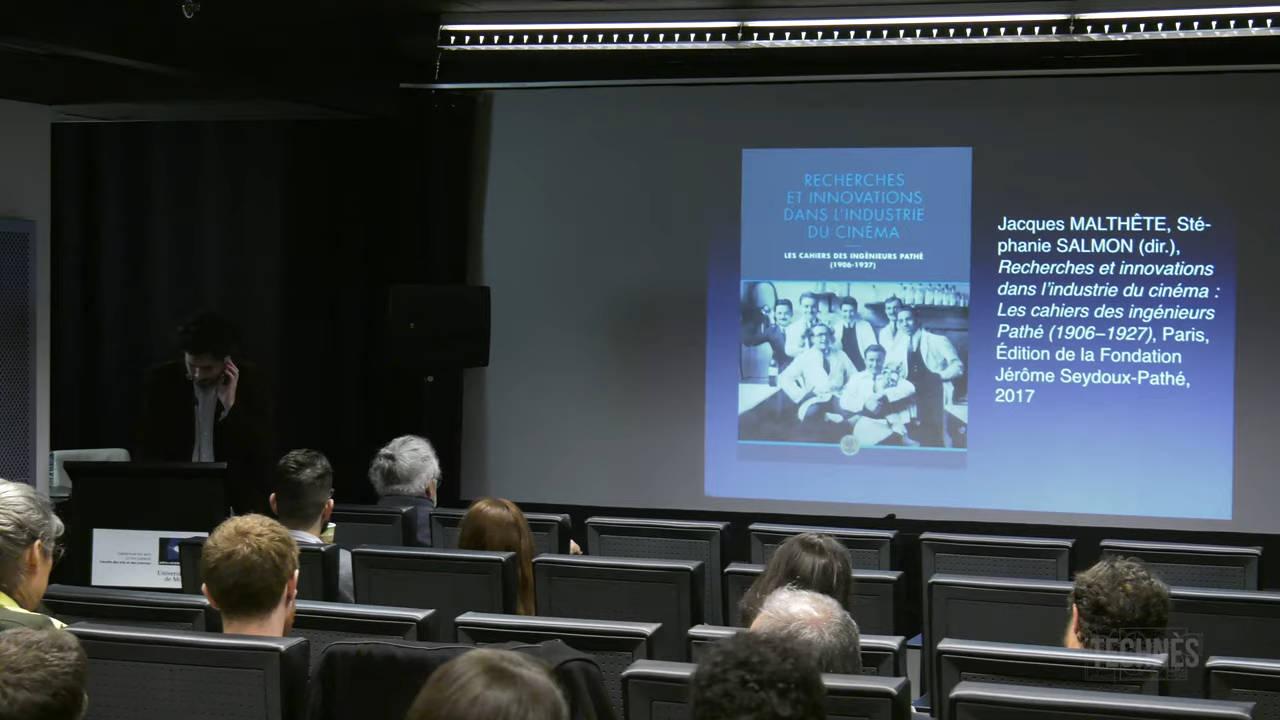 RECHERCHES
ET INNOVATIONS
DANS L'INDUSTRIE
DU CINÉMA
LES CAHIERS DES INGÉNIEURS PATHÉ
(1906-1927)
Jacques MALTHÊTE, Sté-
phanie SALMON (dir.),
Recherches et innovations
dans l'industrie du cinéma :
Les cahiers des ingénieurs
Pathé (1906–1927), Paris,
Édition de la Fondation
Jérôme Seydoux-Pathé,
2017
TECHNÈS